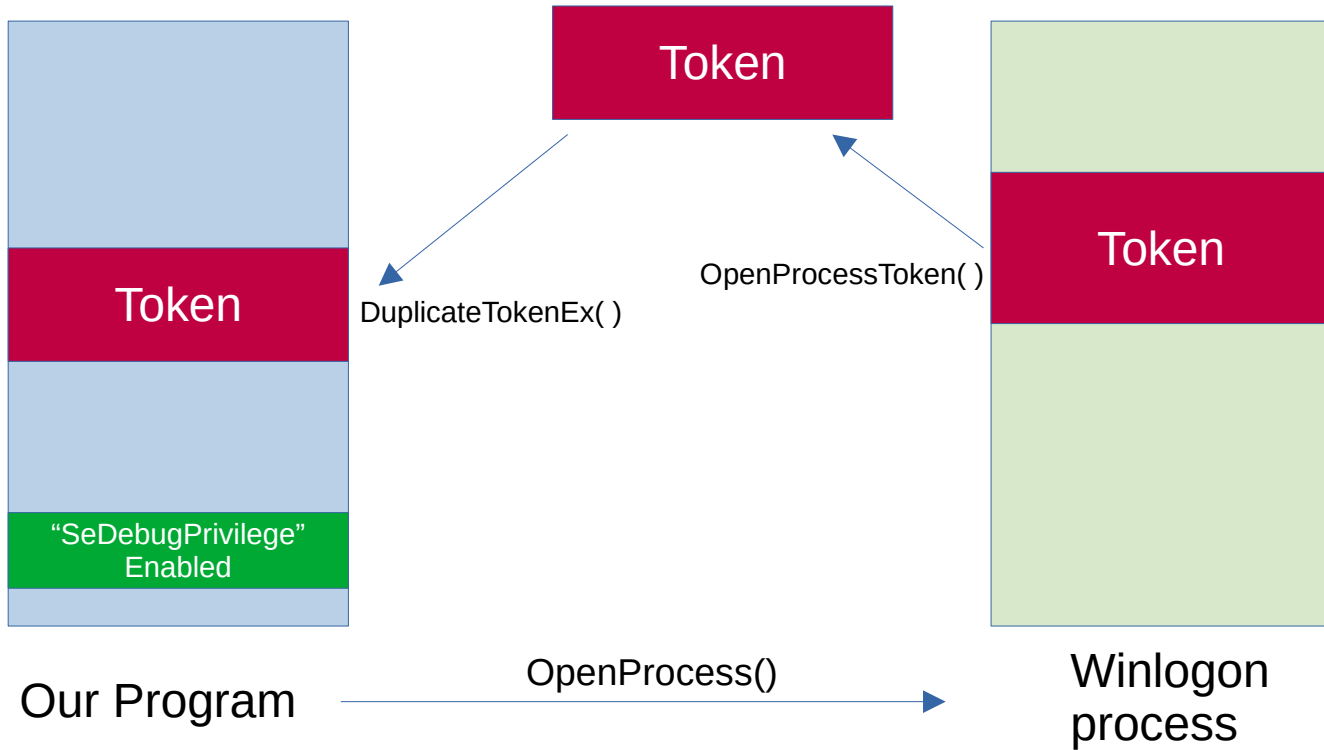 Token
Token
Token
OpenProcessToken( )
DuplicateTokenEx( )
“SeDebugPrivilege”
Enabled
OpenProcess()
Our Program
Winlogon
process